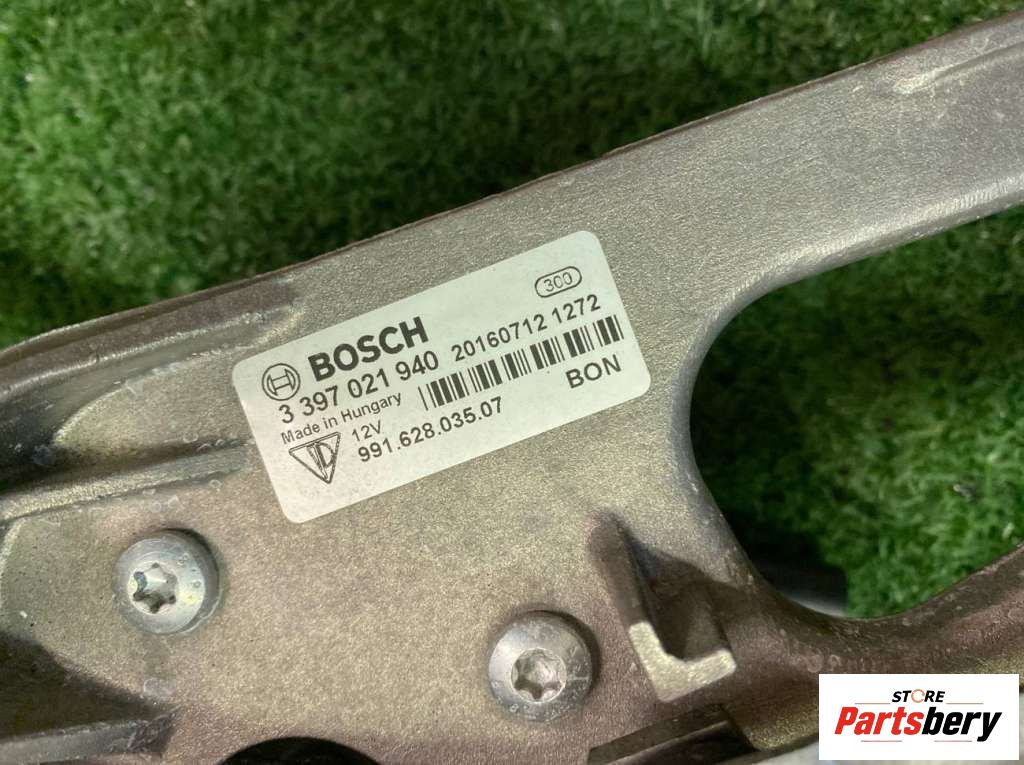 300
BOSCH
3 397 021 940 20160712 1272
Made in Hungary
12V
BON
991.628.035.07
STORE
Partsbery